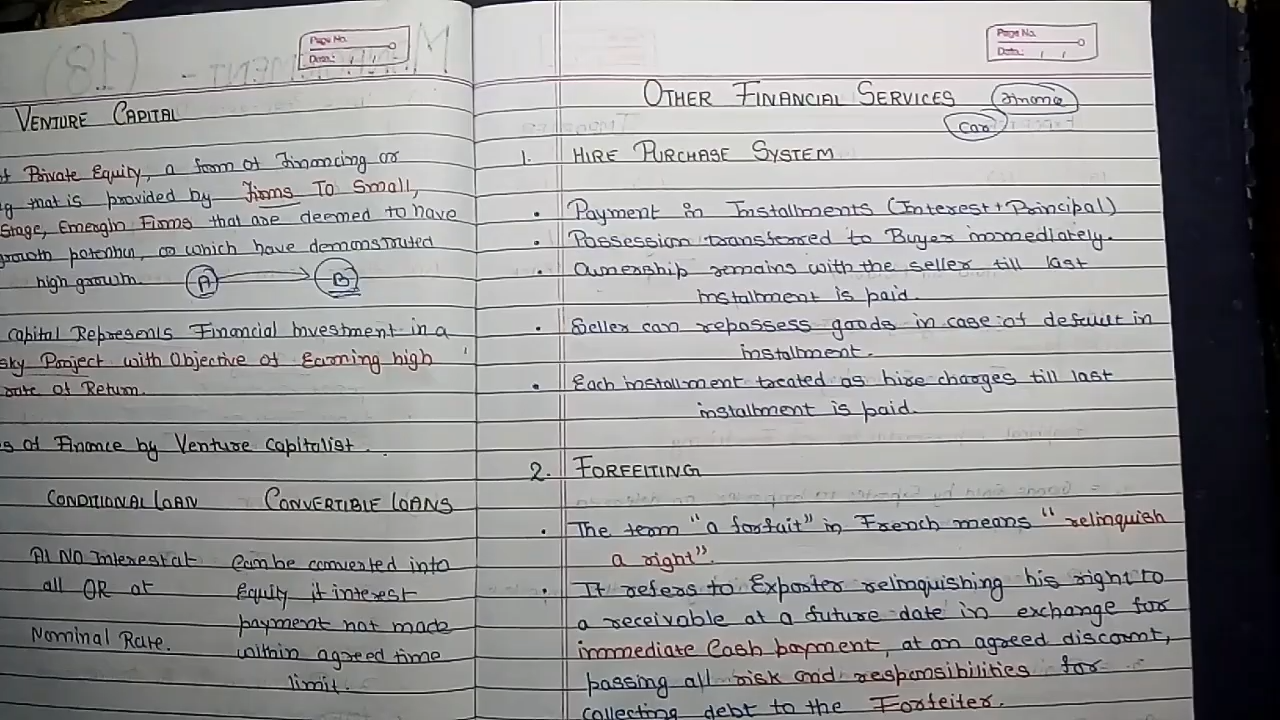 Page No.
Date:
VENTURE CAPITAL
of Private Equity, a form of Financing or
g that is provided by Firms To Small,
Stage, Emergin Firms that are deemed to have
growth potentiul, or which have demonstrated
high growth. A B
capital Represents Financial Investment in a
sky Project with Objective of Earning high
rate of Return.
s of Finance by Venture Capitalist.
CONDITIONAL LOAN CONVERTIBLE LOANS
No Interest at Can be converted into
all OR at Equity if interest
Nominal Rate. payment not made
within agreed time
limit.
Page No.
Date:
OTHER FINANCIAL SERVICES
Car
1. HIRE PURCHASE SYSTEM
• Payment in Installments (Interest + Principal)
• Possession transferred to Buyer immediately.
• Ownership remains with the seller till last
installment is paid.
• Seller can repossess goods in case of default in
installment.
• Each installment treated as hire charges till last
installment is paid.
2. FORFEITING
• The term "a forfait" in French means "relinquish
a right".
• It refers to Exporter relinquishing his right to
a receivable at a future date in exchange for
immediate Cash payment, at an agreed discount,
passing all risk and responsibilities for
collecting debt to the Forfeiter.